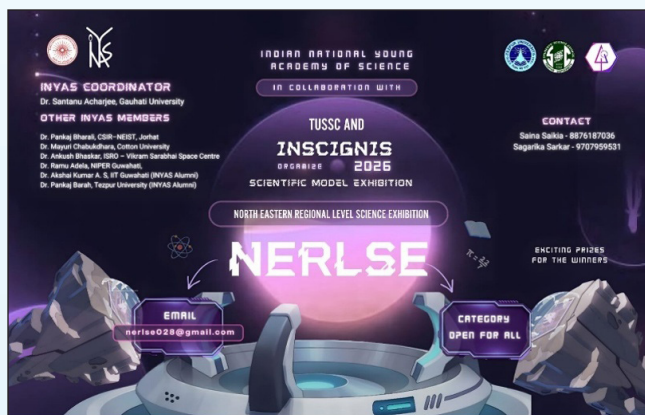 INYAS COORDINATOR
Dr. Santanu Acharjee, Gauhati University
OTHER INYAS MEMBERS
Dr. Pankaj Bharali, CSIR–NEIST, Jorhat
Dr. Mayuri Chabukdhara, Cotton University
Dr. Ankush Bhaskar, ISRO – Vikram Sarabhai Space Centre
Dr. Ramu Adela, NIPER Guwahati,
Dr. Akshai Kumar A. S, IIT Guwahati (INYAS Alumni)
Dr. Pankaj Barah, Tezpur University (INYAS Alumni)
INDIAN NATIONAL YOUNG
ACADEMY OF SCIENCE
IN COLLABORATION WITH
TUSSC AND
INSCIGNIS
ORGANIZE 2026
SCIENTIFIC MODEL EXHIBITION
NORTH EASTERN REGIONAL LEVEL SCIENCE EXHIBITION
NERLSE
CONTACT
Saina Saikia - 8876187036
Sagarika Sarkar - 9707959531
EXCITING PRIZES
FOR THE WINNERS
EMAIL
nerlse028@gmail.com
CATEGORY
OPEN FOR ALL